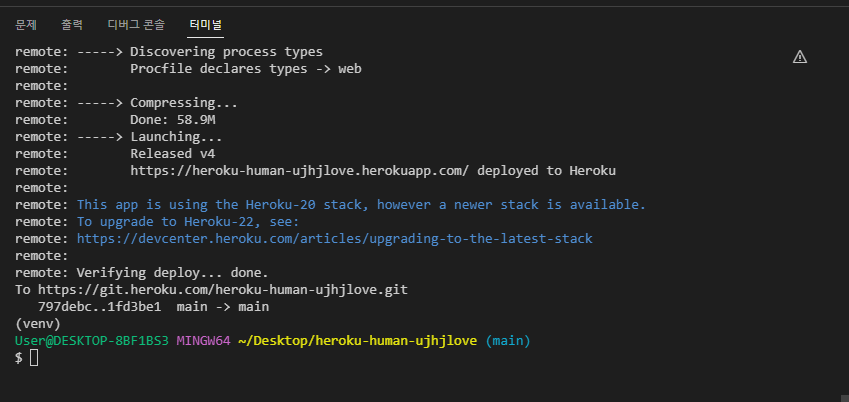 문제 출력 디버그 콘솔 터미널
remote: -----> Discovering process types
remote:        Procfile declares types -> web
remote:
remote: -----> Compressing...
remote:        Done: 58.9M
remote: -----> Launching...
remote:        Released v4
remote:        https://heroku-human-ujhjlove.herokuapp.com/ deployed to Heroku
remote:
remote: This app is using the Heroku-20 stack, however a newer stack is available.
remote: To upgrade to Heroku-22, see:
remote: https://devcenter.heroku.com/articles/upgrading-to-the-latest-stack
remote:
remote: Verifying deploy... done.
To https://git.heroku.com/heroku-human-ujhjlove.git
   797debc..1fd3be1  main -> main
(venv)
User@DESKTOP-8BF1BS3 MINGW64 ~/Desktop/heroku-human-ujhjlove (main)
$